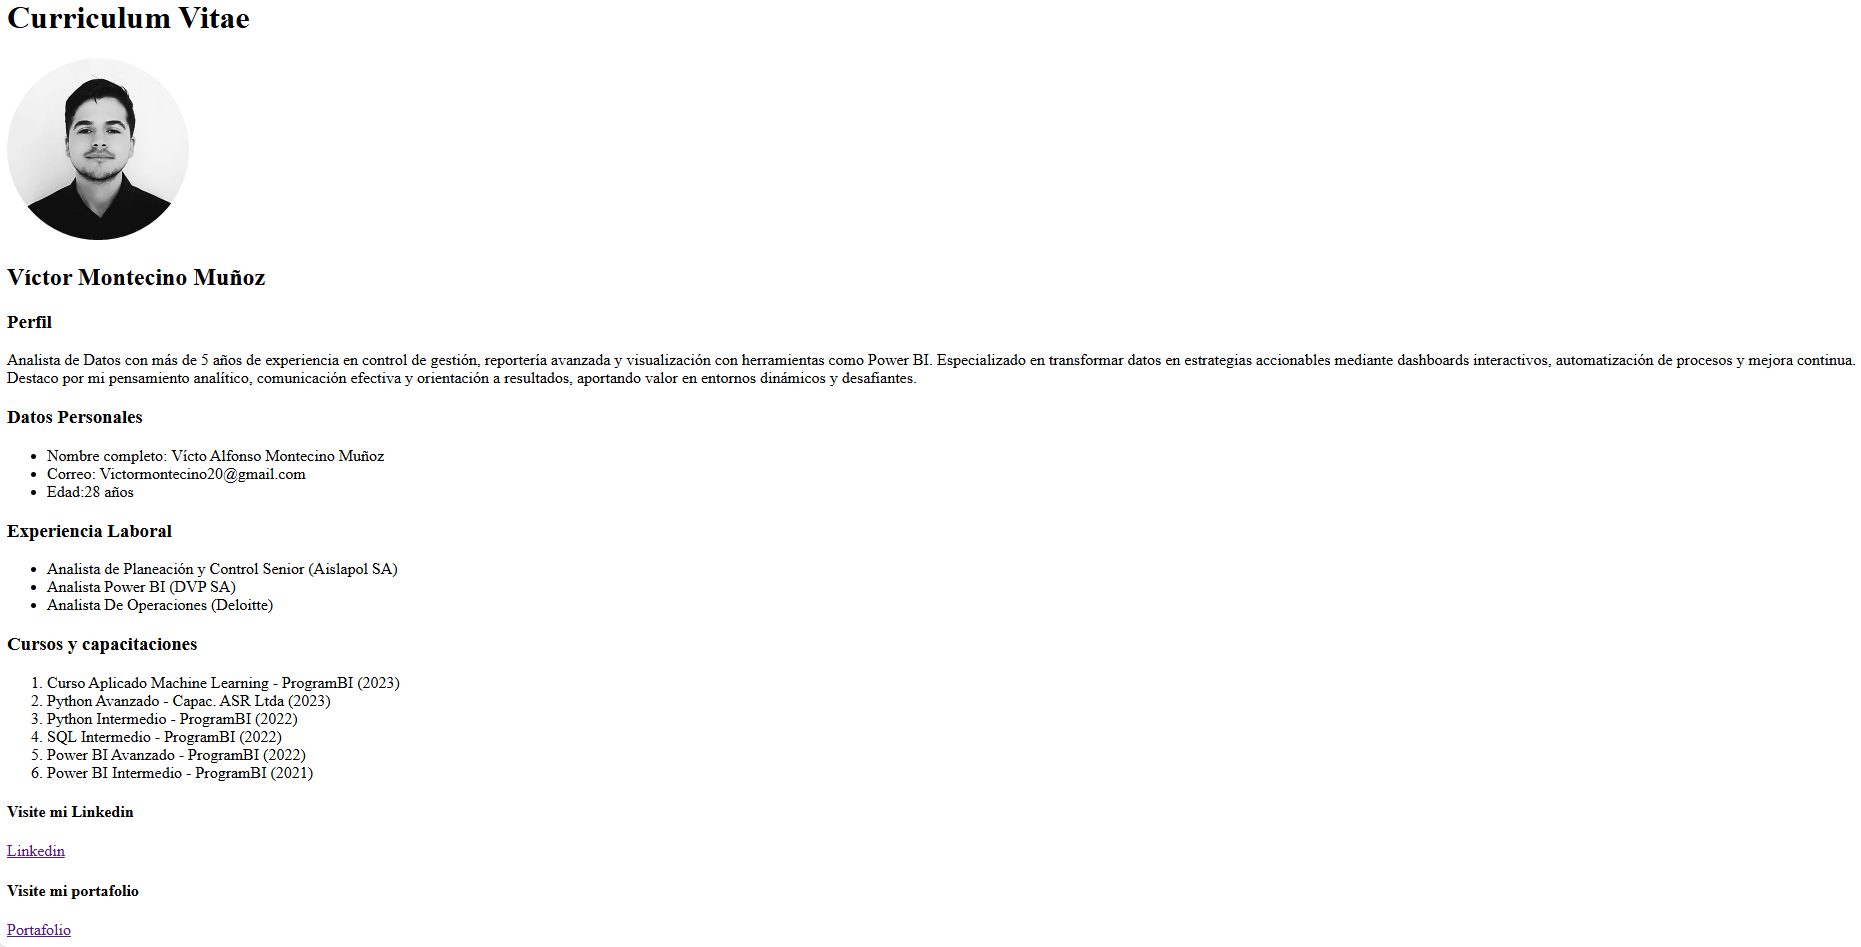 Curriculum Vitae
Víctor Montecino Muñoz
Perfil
Analista de Datos con más de 5 años de experiencia en control de gestión, reportería avanzada y visualización con herramientas como Power BI. Especializado en transformar datos en estrategias accionables mediante dashboards interactivos, automatización de procesos y mejora continua.
Destaco por mi pensamiento analítico, comunicación efectiva y orientación a resultados, aportando valor en entornos dinámicos y desafiantes.
Datos Personales
• Nombre completo: Vícto Alfonso Montecino Muñoz
• Correo: Victormontecino20@gmail.com
• Edad:28 años
Experiencia Laboral
• Analista de Planeación y Control Senior (Aislapol SA)
• Analista Power BI (DVP SA)
• Analista De Operaciones (Deloitte)
Cursos y capacitaciones
1. Curso Aplicado Machine Learning - ProgramBI (2023)
2. Python Avanzado - Capac. ASR Ltda (2023)
3. Python Intermedio - ProgramBI (2022)
4. SQL Intermedio - ProgramBI (2022)
5. Power BI Avanzado - ProgramBI (2022)
6. Power BI Intermedio - ProgramBI (2021)
Visite mi Linkedin
Linkedin
Visite mi portafolio
Portafolio